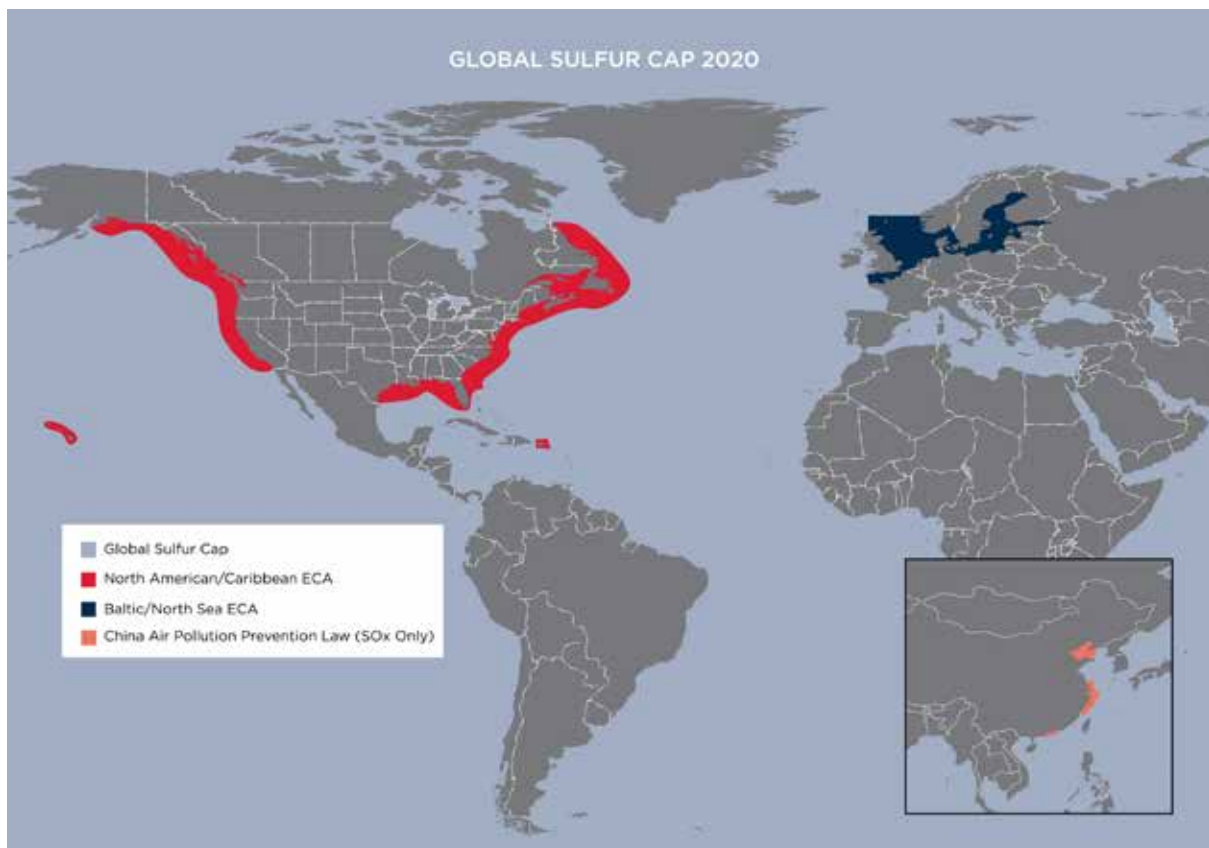 GLOBAL SULFUR CAP 2020
Global Sulfur Cap
North American/Caribbean ECA
Baltic/North Sea ECA
China Air Pollution Prevention Law (SOx Only)